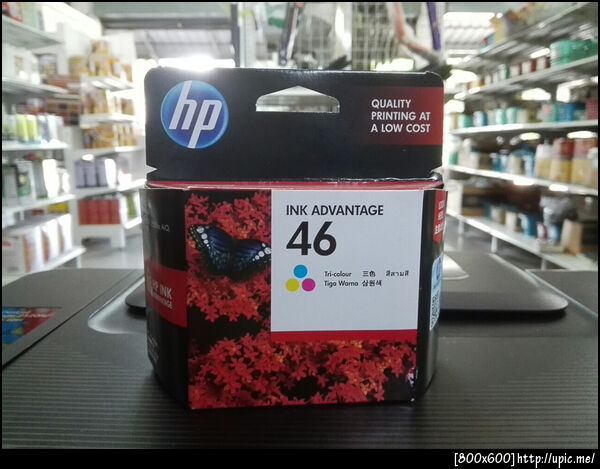 hp
QUALITY
PRINTING AT
A LOW COST
INK ADVANTAGE
46
Tri-colour 三色 สีสามสี
Tiga Warna 삼원색
INK
[800x600]http://upic.me/